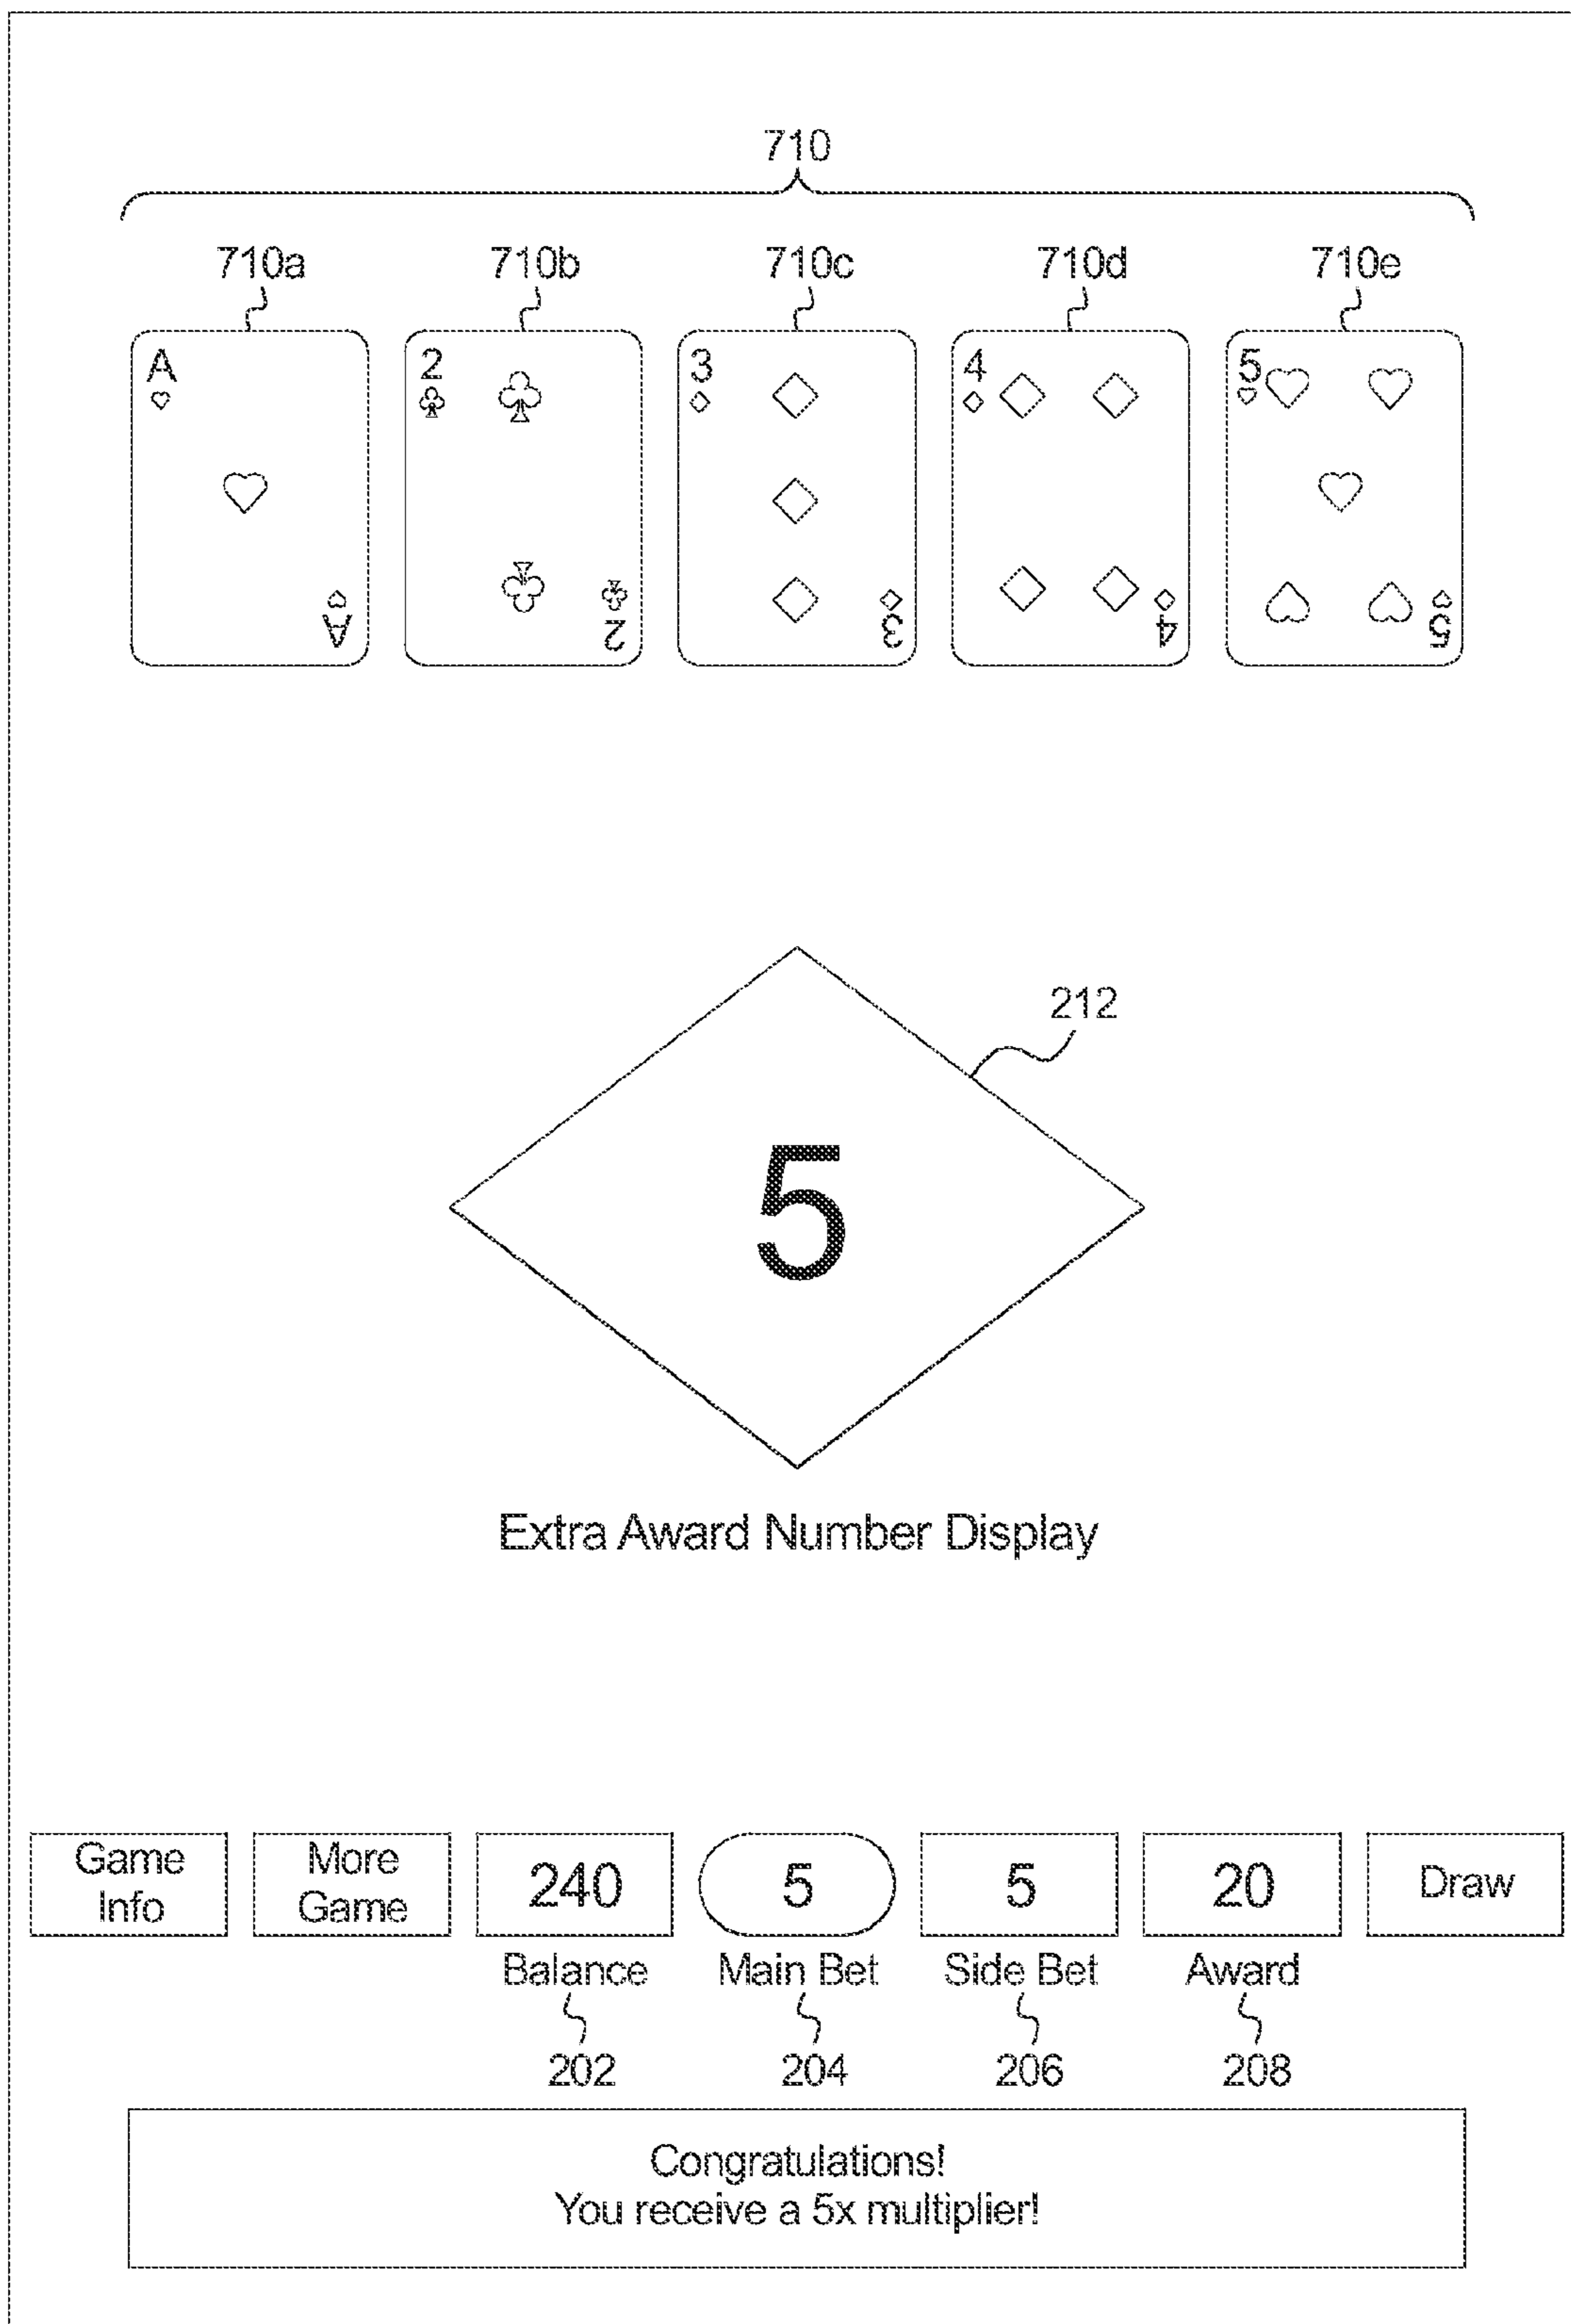 710
710a 710b 710c 710d 710e
A 2 3 4 5
A 2 3 4 5
212
5
Extra Award Number Display
Game Info More Game 240 5 5 20 Draw
Balance Main Bet Side Bet Award
202 204 206 208
Congratulations!
You receive a 5x multiplier!